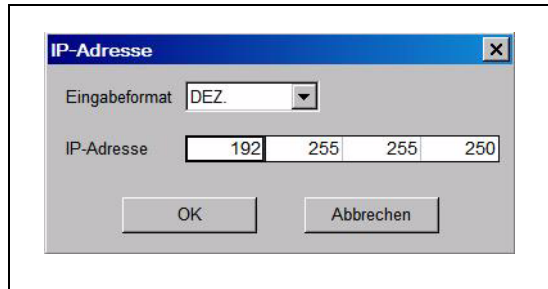 IP-Adresse
Eingabeformat DEZ.
IP-Adresse 192 255 255 250
OK Abbrechen